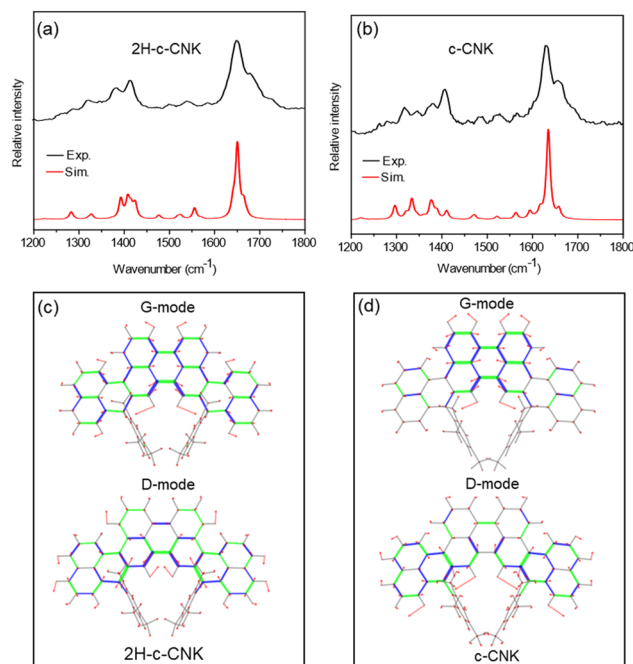 (a)
2H-c-CNK
Relative intensity
Exp.
Sim.
1200 1300 1400 1500 1600 1700 1800
Wavenumber (cm-1)
(b)
c-CNK
Relative intensity
Exp.
Sim.
1200 1300 1400 1500 1600 1700 1800
Wavenumber (cm-1)
(c)
G-mode
D-mode
2H-c-CNK
(d)
G-mode
D-mode
c-CNK